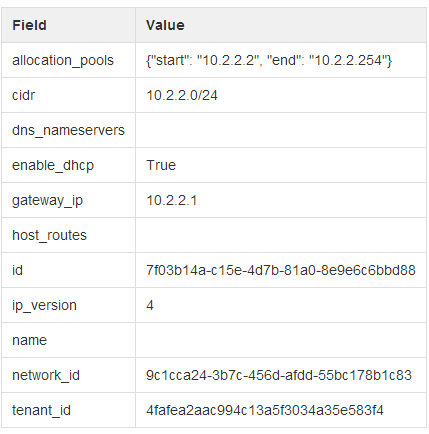 Field Value
allocation_pools {"start": "10.2.2.2", "end": "10.2.2.254"}
cidr 10.2.2.0/24
dns_nameservers
enable_dhcp True
gateway_ip 10.2.2.1
host_routes
id 7f03b14a-c15e-4d7b-81a0-8e9e6c6bbd88
ip_version 4
name
network_id 9c1cca24-3b7c-456d-afdd-55bc178b1c83
tenant_id 4fafea2aac994c13a5f3034a35e583f4